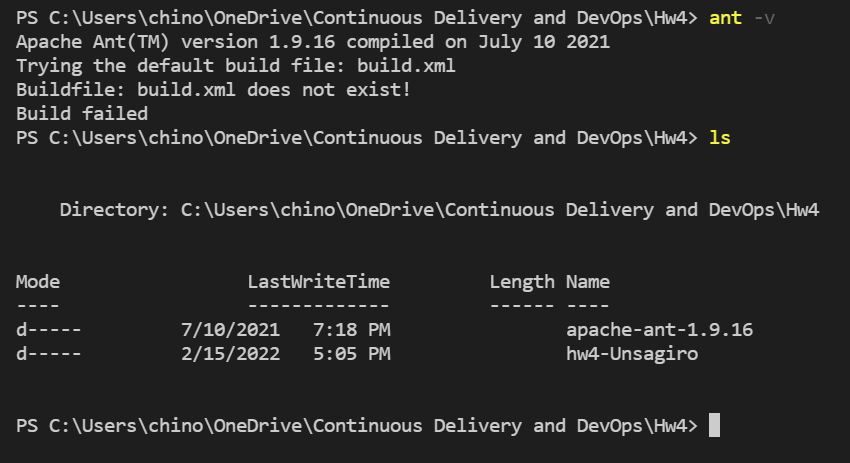 PS C:\Users\chino\OneDrive\Continuous Delivery and DevOps\Hw4> ant -v
Apache Ant(TM) version 1.9.16 compiled on July 10 2021
Trying the default build file: build.xml
Buildfile: build.xml does not exist!
Build failed
PS C:\Users\chino\OneDrive\Continuous Delivery and DevOps\Hw4> ls
Directory: C:\Users\chino\OneDrive\Continuous Delivery and DevOps\Hw4
Mode                 LastWriteTime         Length Name
----                 -------------         ------ ----
d-----         7/10/2021   7:18 PM                apache-ant-1.9.16
d-----         2/15/2022   5:05 PM                hw4-Unsagiro
PS C:\Users\chino\OneDrive\Continuous Delivery and DevOps\Hw4>